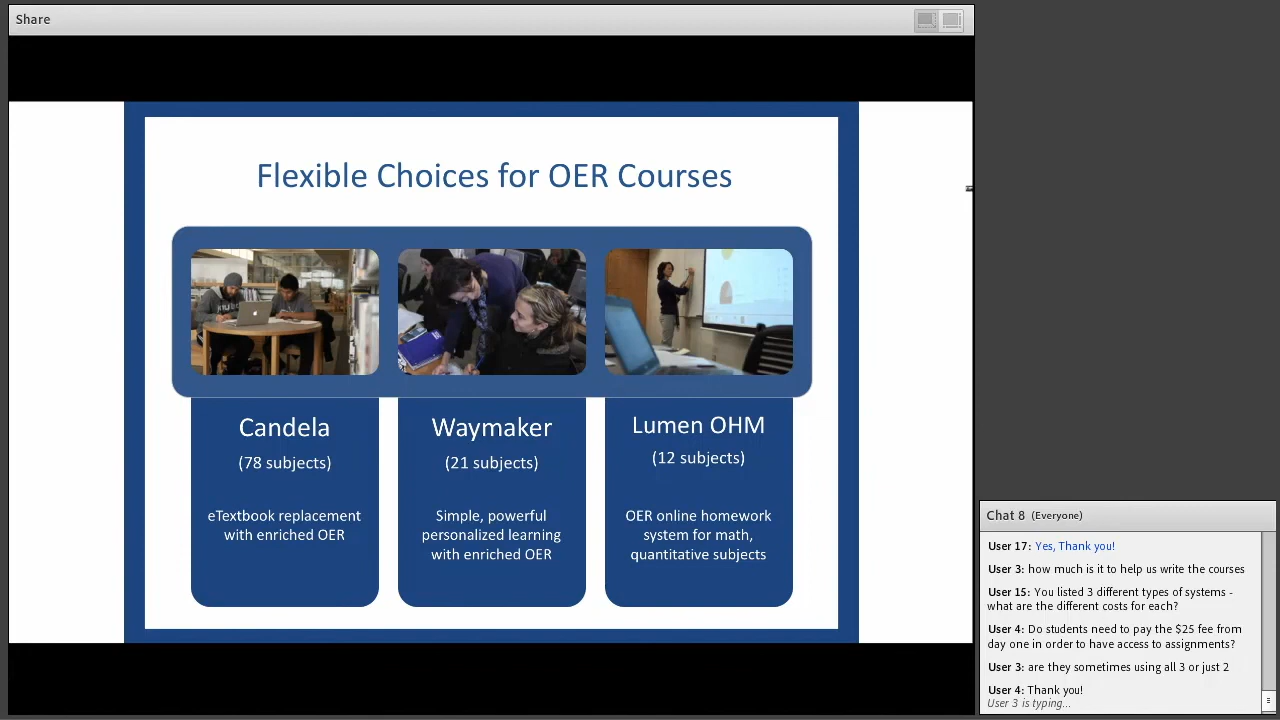 Share
Flexible Choices for OER Courses
Candela
(78 subjects)
eTextbook replacement
with enriched OER
Waymaker
(21 subjects)
Simple, powerful
personalized learning
with enriched OER
Lumen OHM
(12 subjects)
OER online homework
system for math,
quantitative subjects
Chat 8 (Everyone)
User 17: Yes, Thank you!
User 3: how much is it to help us write the courses
User 15: You listed 3 different types of systems -
what are the different costs for each?
User 4: Do students need to pay the $25 fee from
day one in order to have access to assignments?
User 3: are they sometimes using all 3 or just 2
User 4: Thank you!
User 3 is typing...